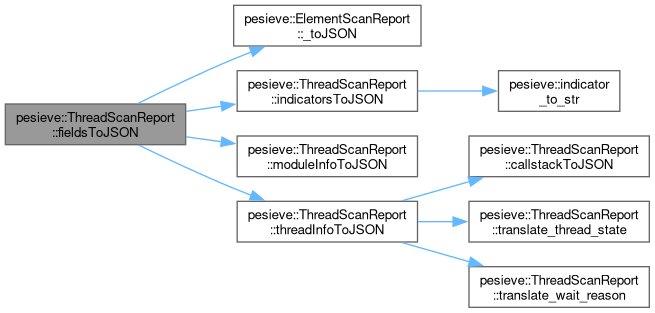 pesieve::ThreadScanReport
::fieldsToJSON
pesieve::ElementScanReport
::_toJSON
pesieve::ThreadScanReport
::indicatorsToJSON
pesieve::indicator
_to_str
pesieve::ThreadScanReport
::moduleInfoToJSON
pesieve::ThreadScanReport
::threadInfoToJSON
pesieve::ThreadScanReport
::callstackToJSON
pesieve::ThreadScanReport
::translate_thread_state
pesieve::ThreadScanReport
::translate_wait_reason